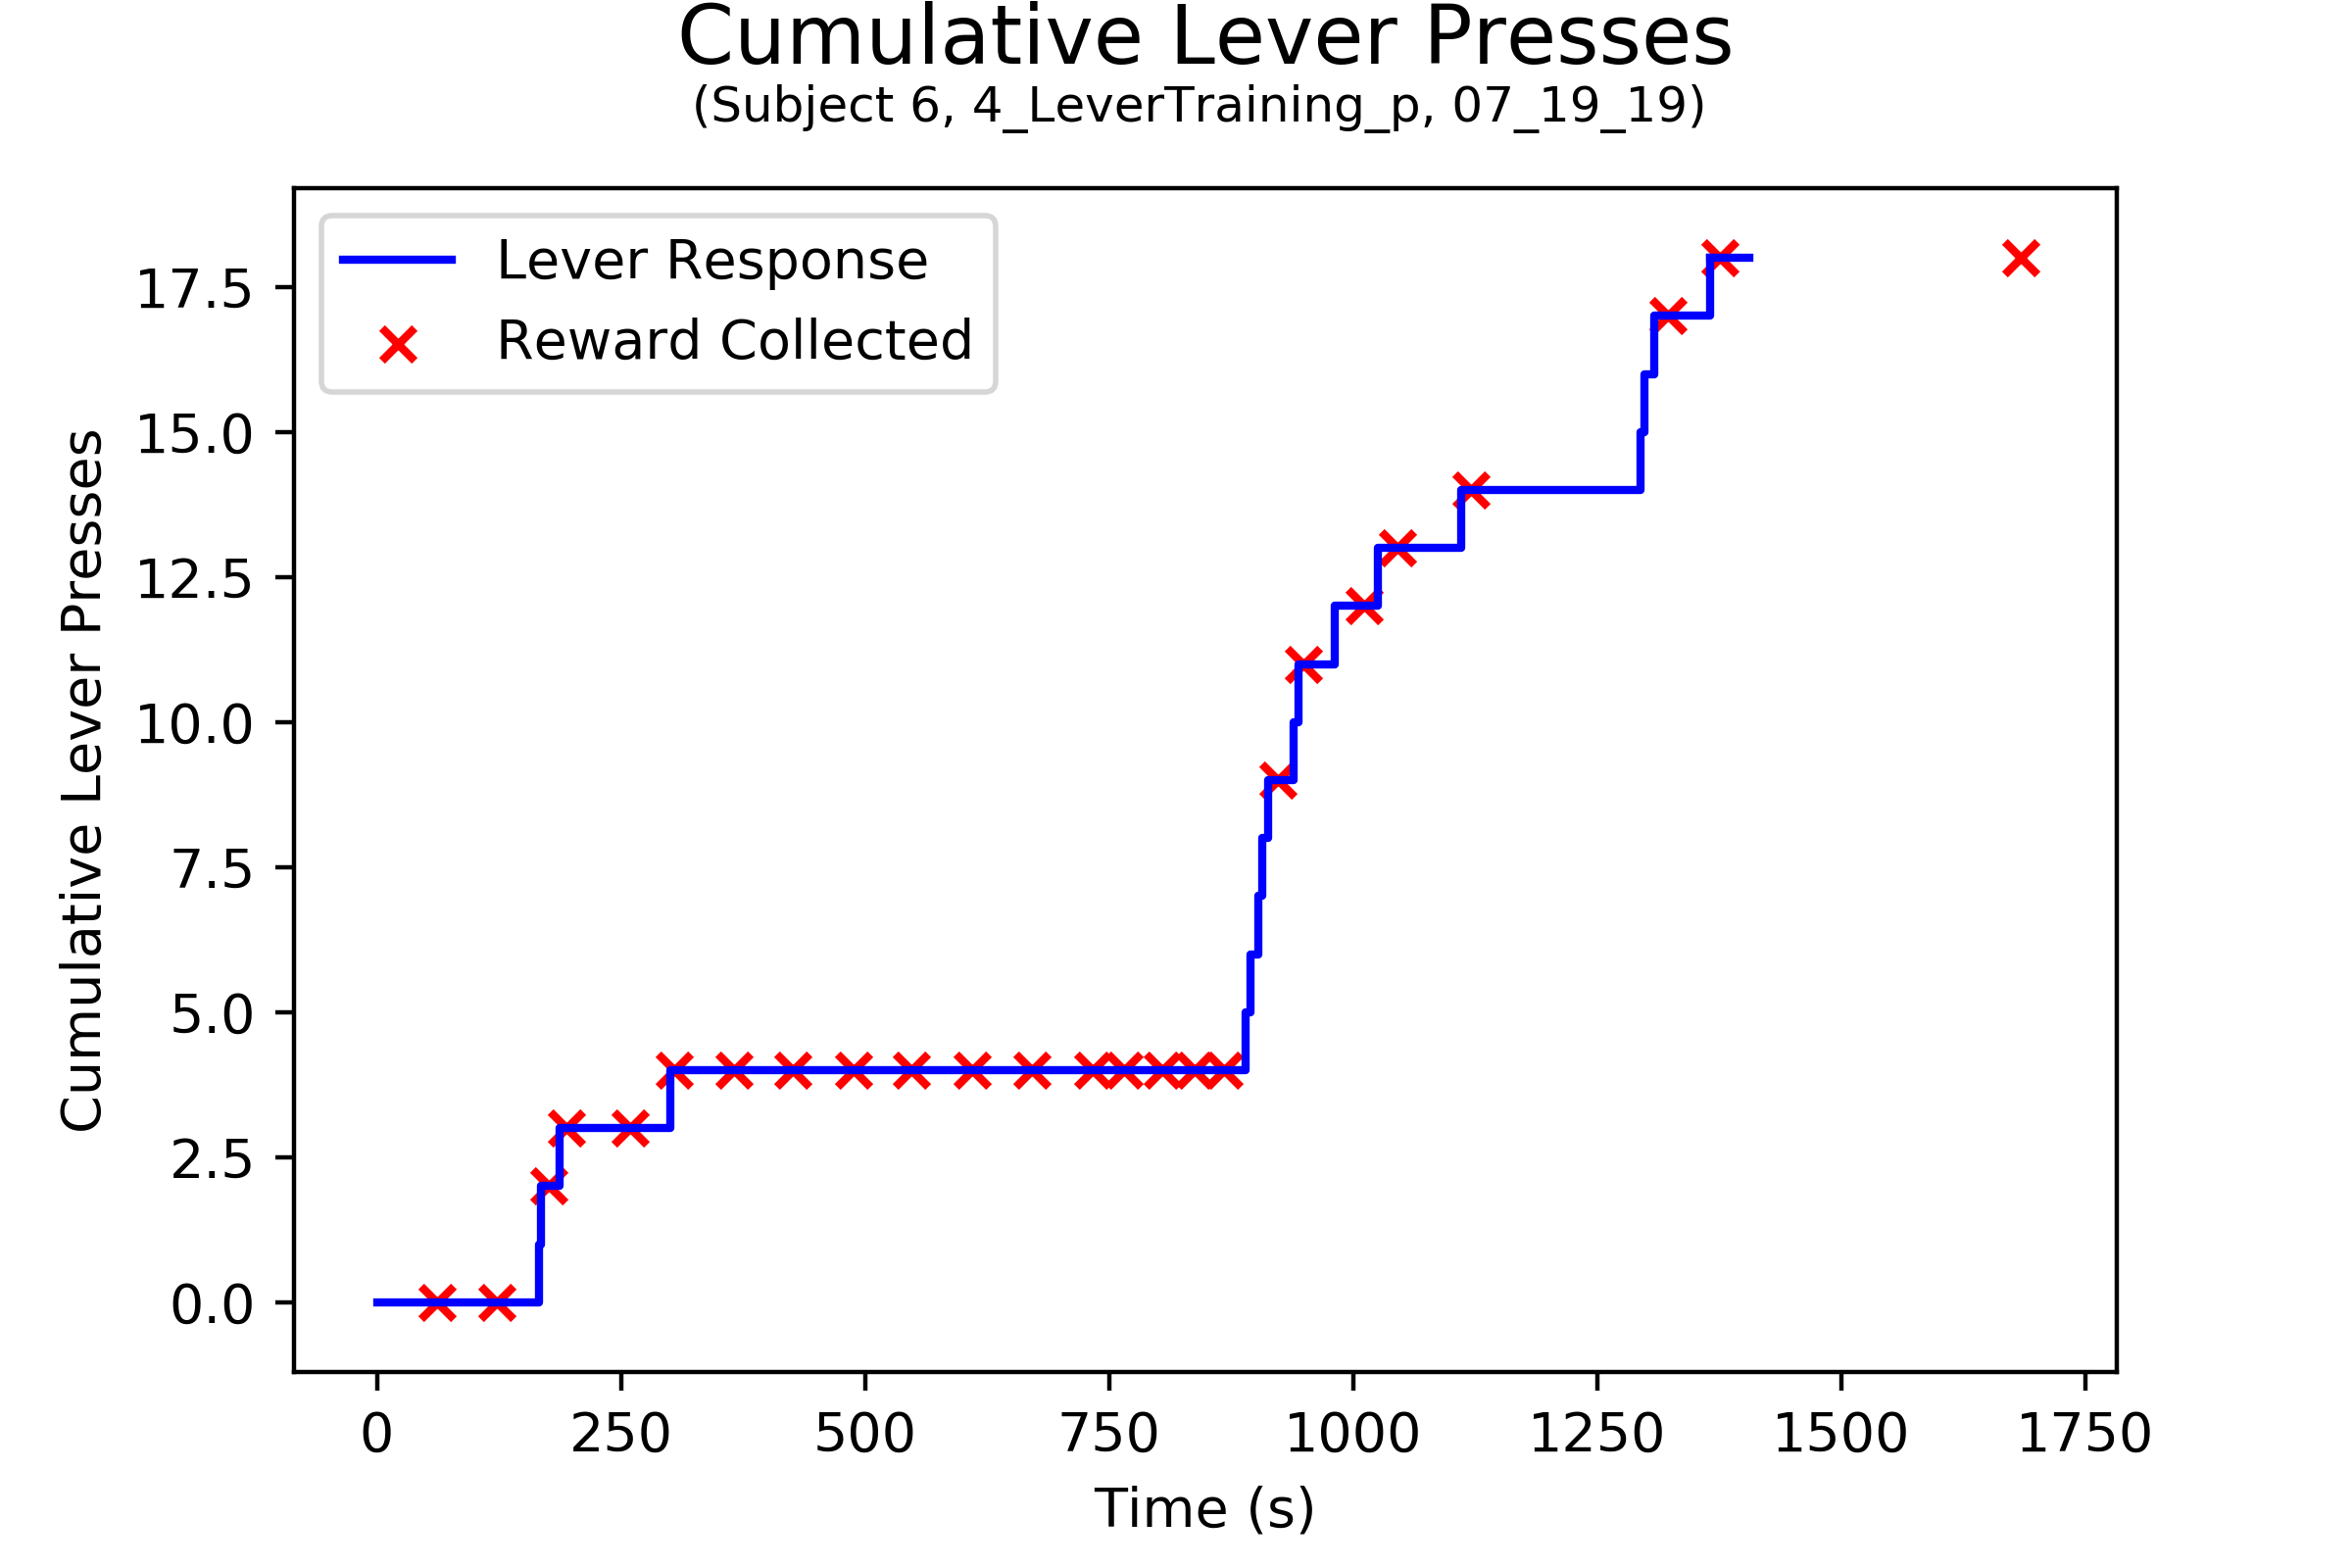 Cumulative Lever Presses
(Subject 6, 4_LeverTraining_p, 07_19_19)
Lever Response
Reward Collected
Cumulative Lever Presses
17.5
15.0
12.5
10.0
7.5
5.0
2.5
0.0
0 250 500 750 1000 1250 1500 1750
Time (s)